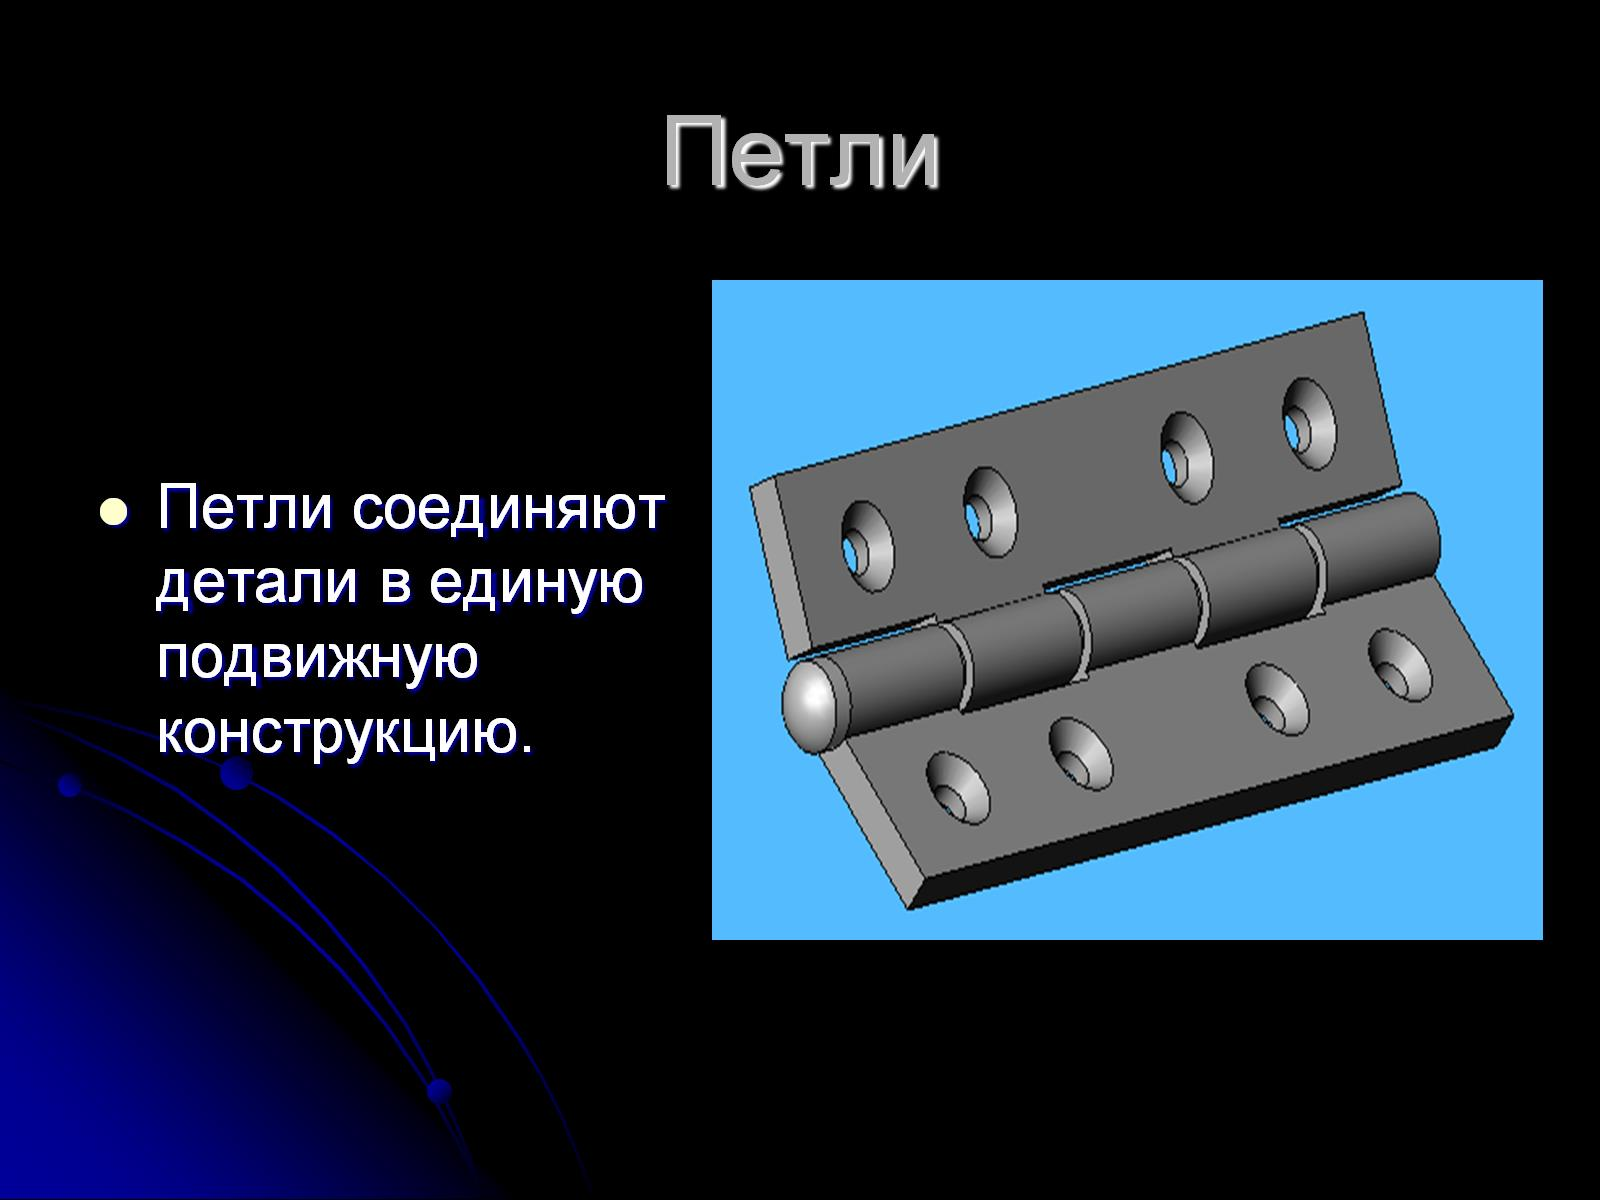 Петли
Петли соединяют
детали в единую
подвижную
конструкцию.